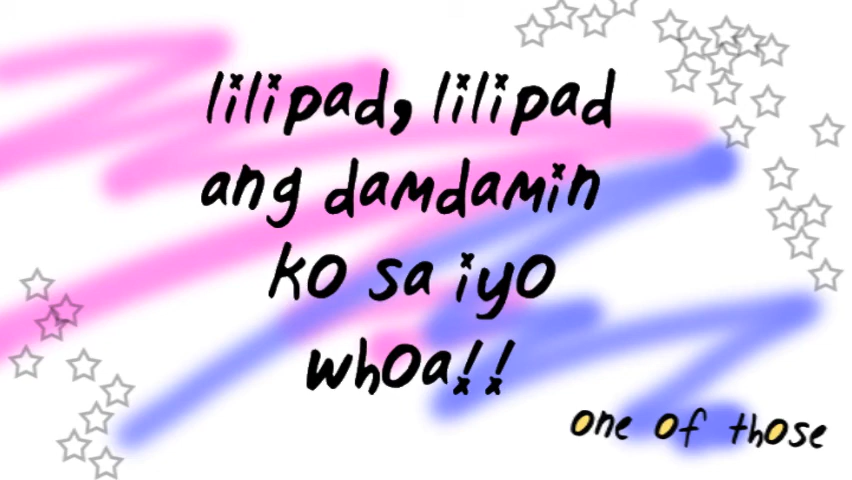 lilipad, lilipad
ang damdamin
ko sa iyo
whoa!!
one of those